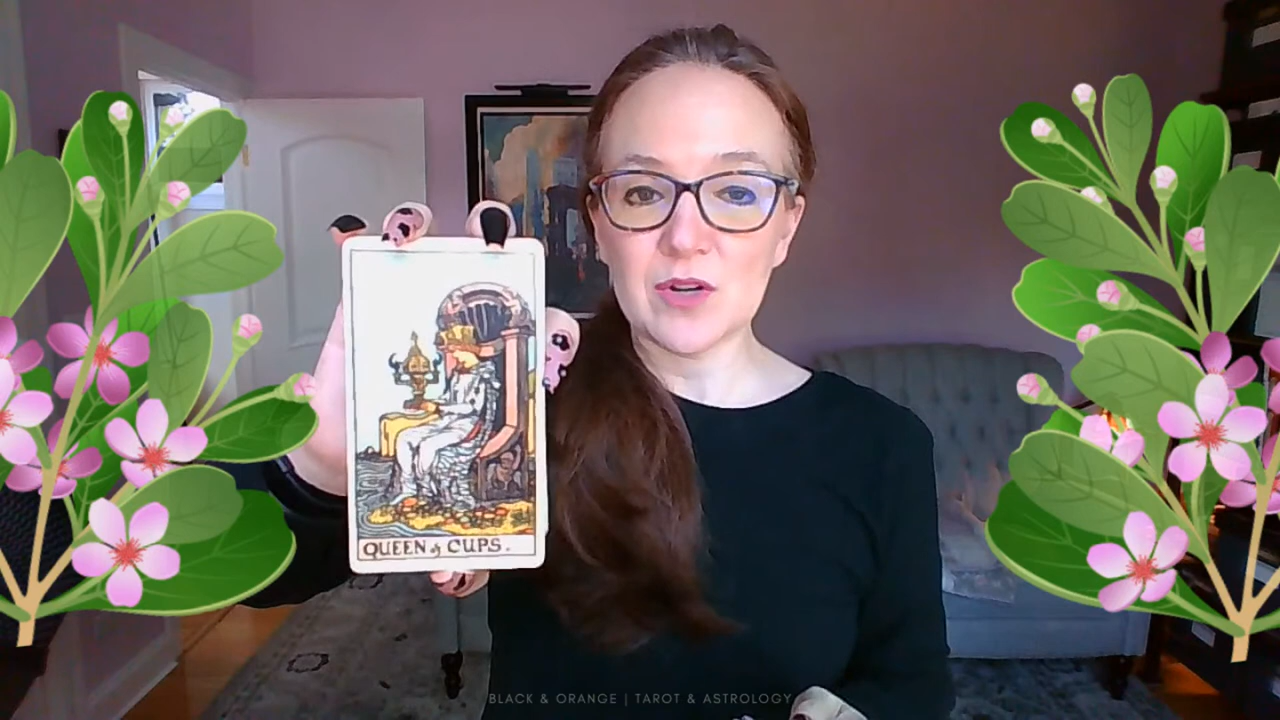 QUEEN of CUPS.
BLACK & ORANGE | TAROT & ASTROLOGY